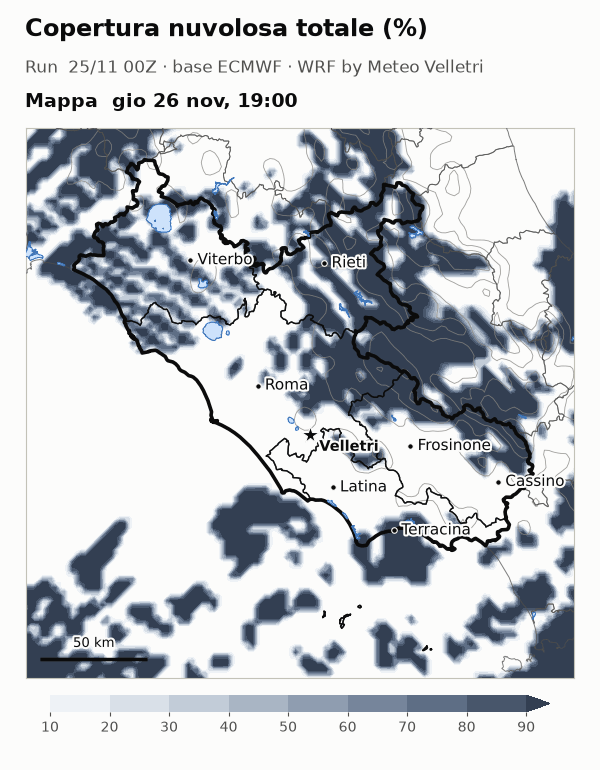 Copertura nuvolosa totale (%)
Run  25/11 00Z · base ECMWF · WRF by Meteo Velletri
Mappa  gio 26 nov, 19:00
Viterbo
Rieti
Roma
Velletri
Frosinone
Cassino
Latina
Terracina
50 km
10 20 30 40 50 60 70 80 90